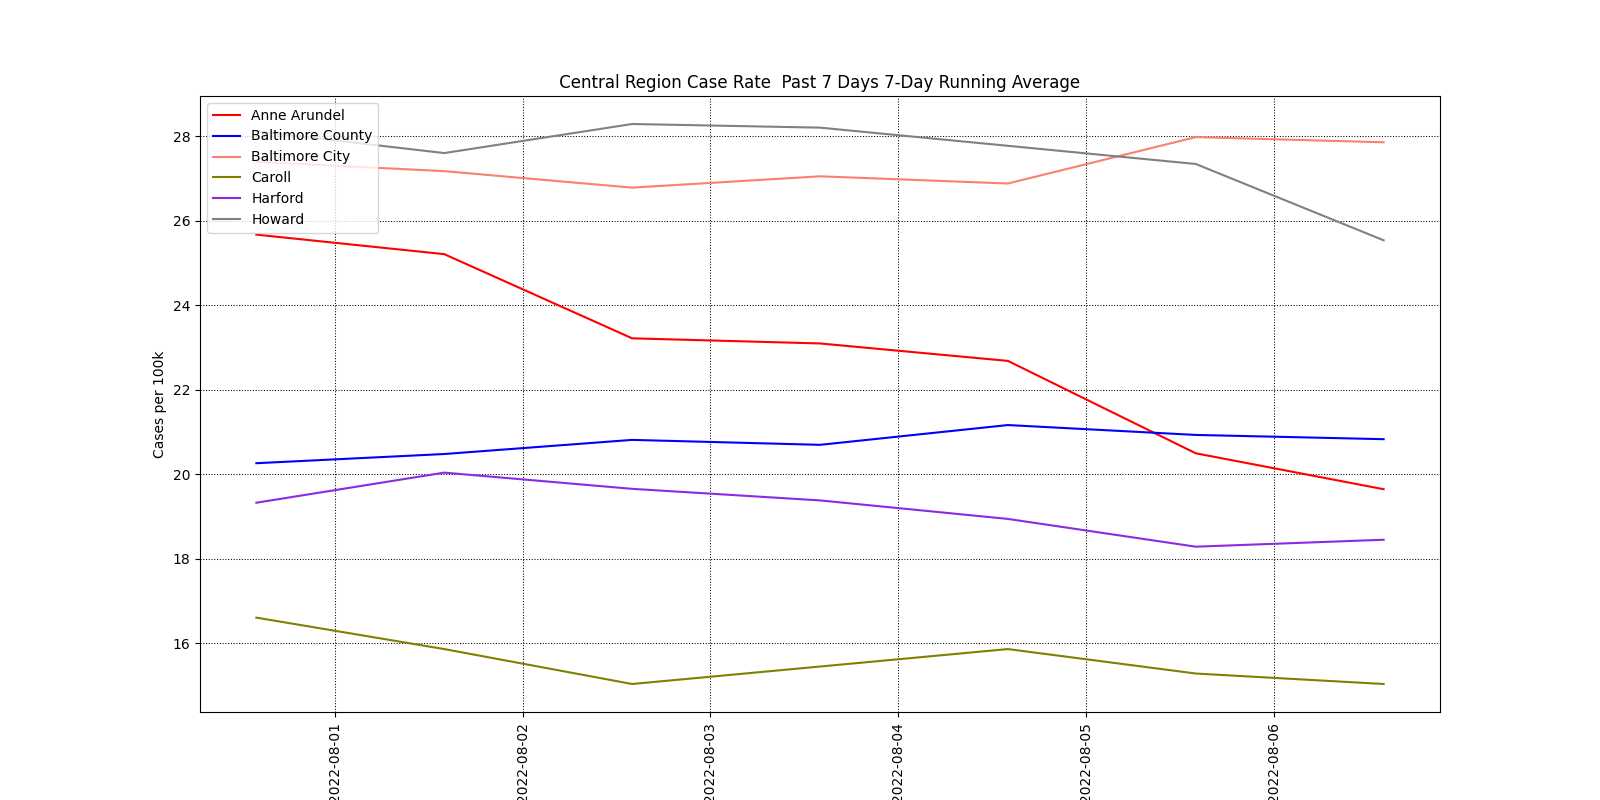 Central Region Case Rate  Past 7 Days 7-Day Running Average
Anne Arundel
Baltimore County
Baltimore City
Caroll
Harford
Howard
Cases per 100k
28
26
24
22
20
18
16
2022-08-01
2022-08-02
2022-08-03
2022-08-04
2022-08-05
2022-08-06